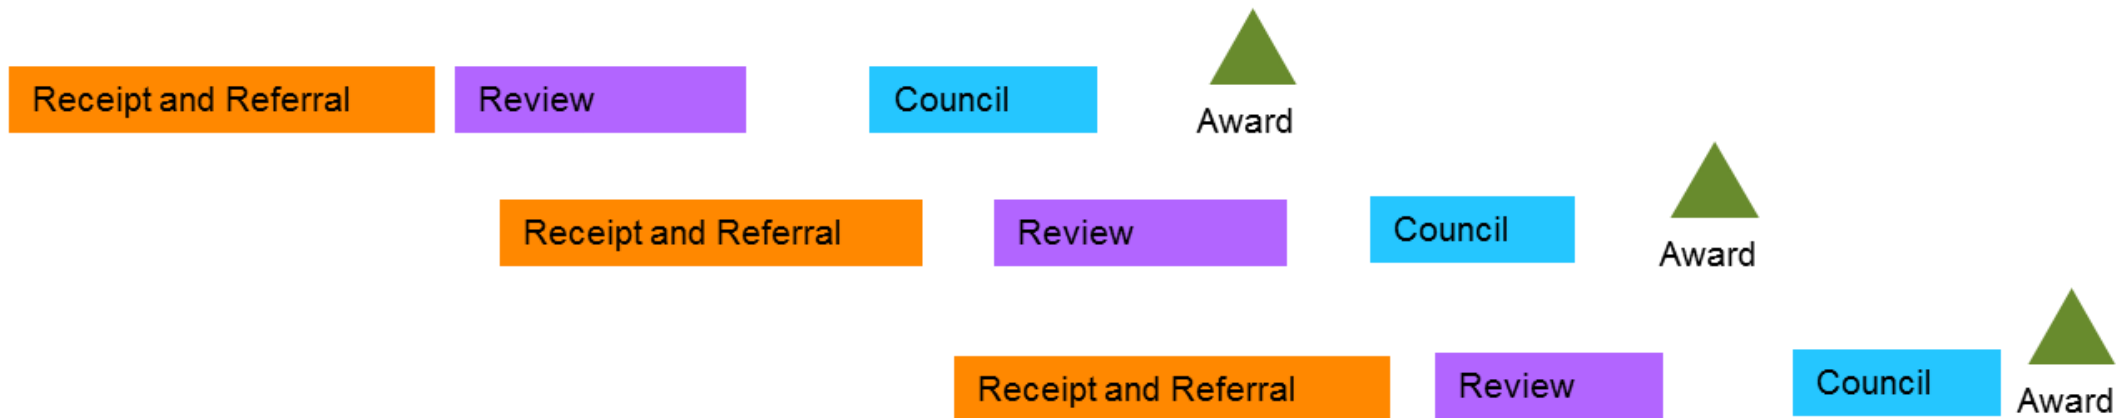 Receipt and Referral
Review
Council
Award
Receipt and Referral
Review
Council
Award
Receipt and Referral
Review
Council
Award